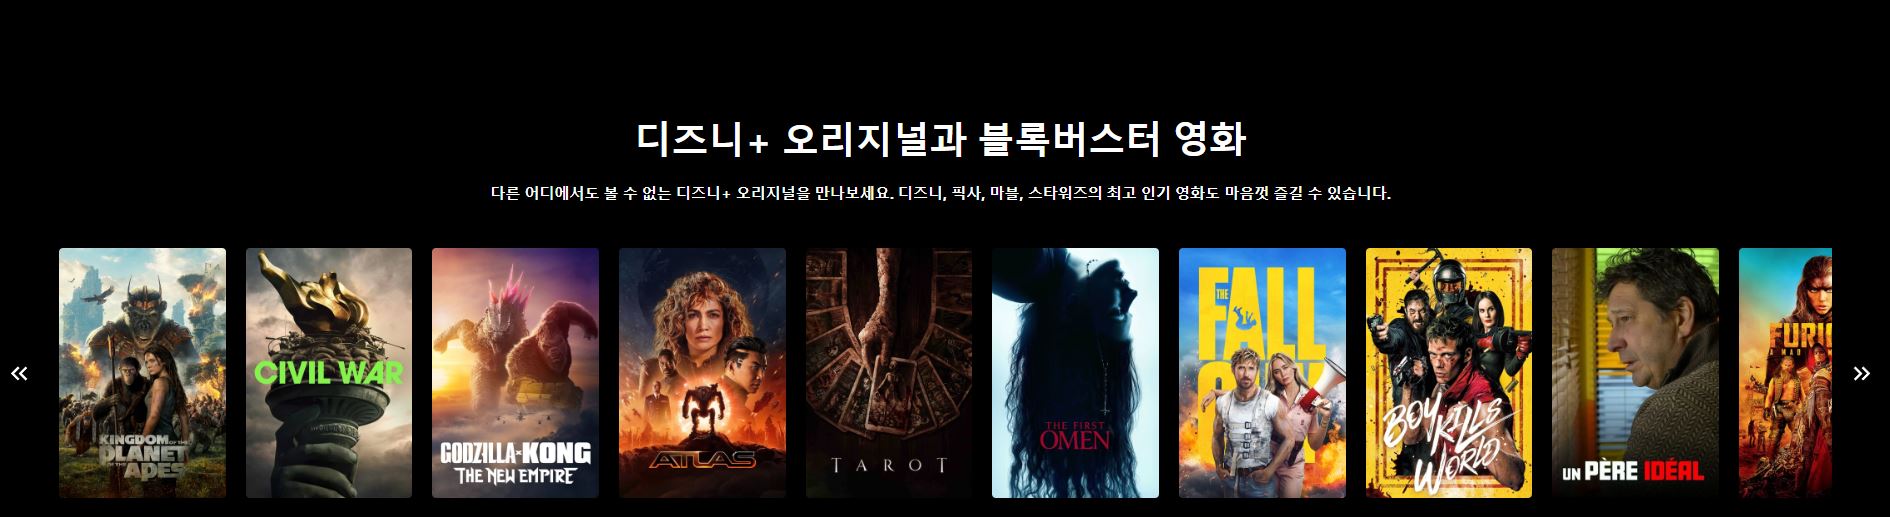 디즈니+ 오리지널과 블록버스터 영화
다른 어디에서도 볼 수 없는 디즈니+ 오리지널을 만나보세요. 디즈니, 픽사, 마블, 스타워즈의 최고 인기 영화도 마음껏 즐길 수 있습니다.
KINGDOM OF THE
PLANET
OF THE APES
CIVIL WAR
GODZILLA x KONG
THE NEW EMPIRE
ATLAS
TAROT
THE FIRST
OMEN
THE
FALL
GUY
BOY KILLS
WORLD
UN PÈRE IDÉAL
A MAD